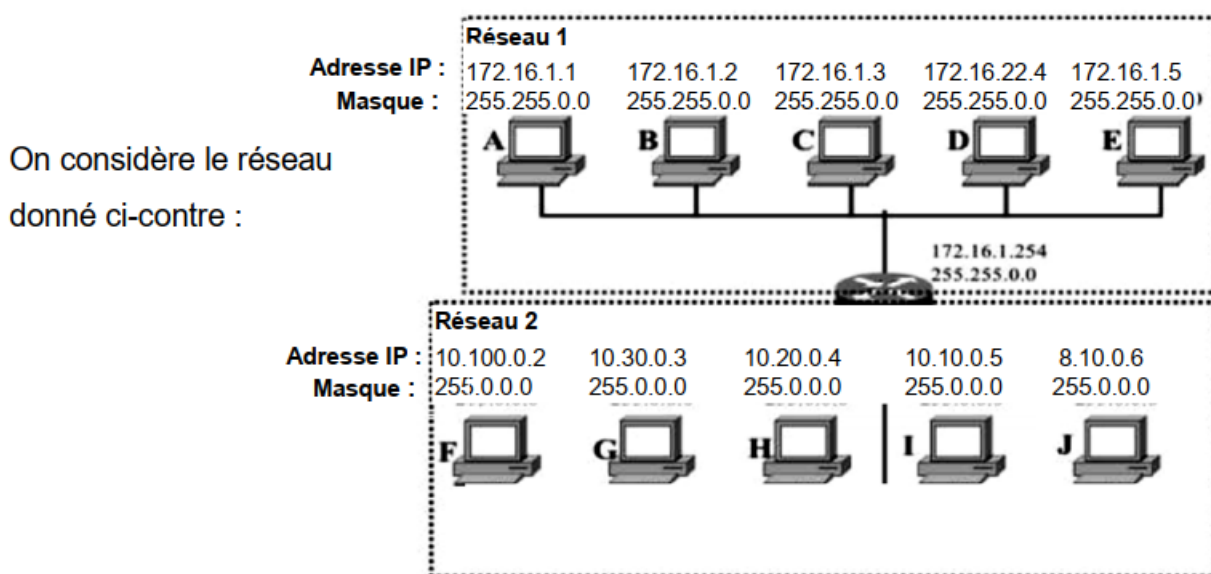 Réseau 1
Adresse IP : 172.16.1.1 172.16.1.2 172.16.1.3 172.16.22.4 172.16.1.5
Masque : 255.255.0.0 255.255.0.0 255.255.0.0 255.255.0.0 255.255.0.0
A B C D E
On considère le réseau
donné ci-contre :
172.16.1.254
255.255.0.0
Réseau 2
Adresse IP : 10.100.0.2 10.30.0.3 10.20.0.4 10.10.0.5 8.10.0.6
Masque : 255.0.0.0 255.0.0.0 255.0.0.0 255.0.0.0 255.0.0.0
F G H I J